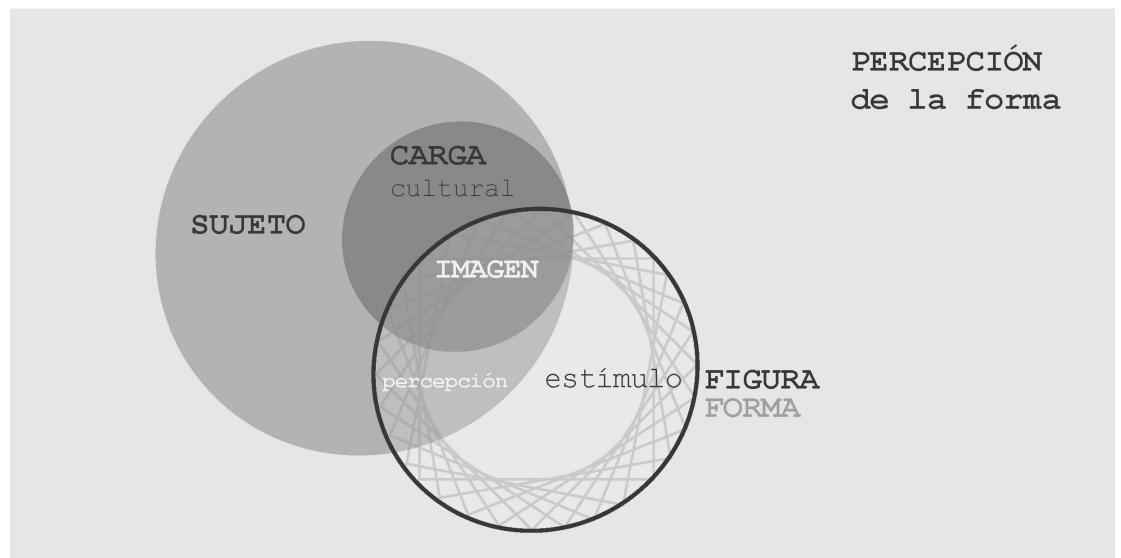 PERCEPCIÓN
de la forma
CARGA
cultural
SUJETO
IMAGEN
percepción
estímulo
FIGURA
FORMA